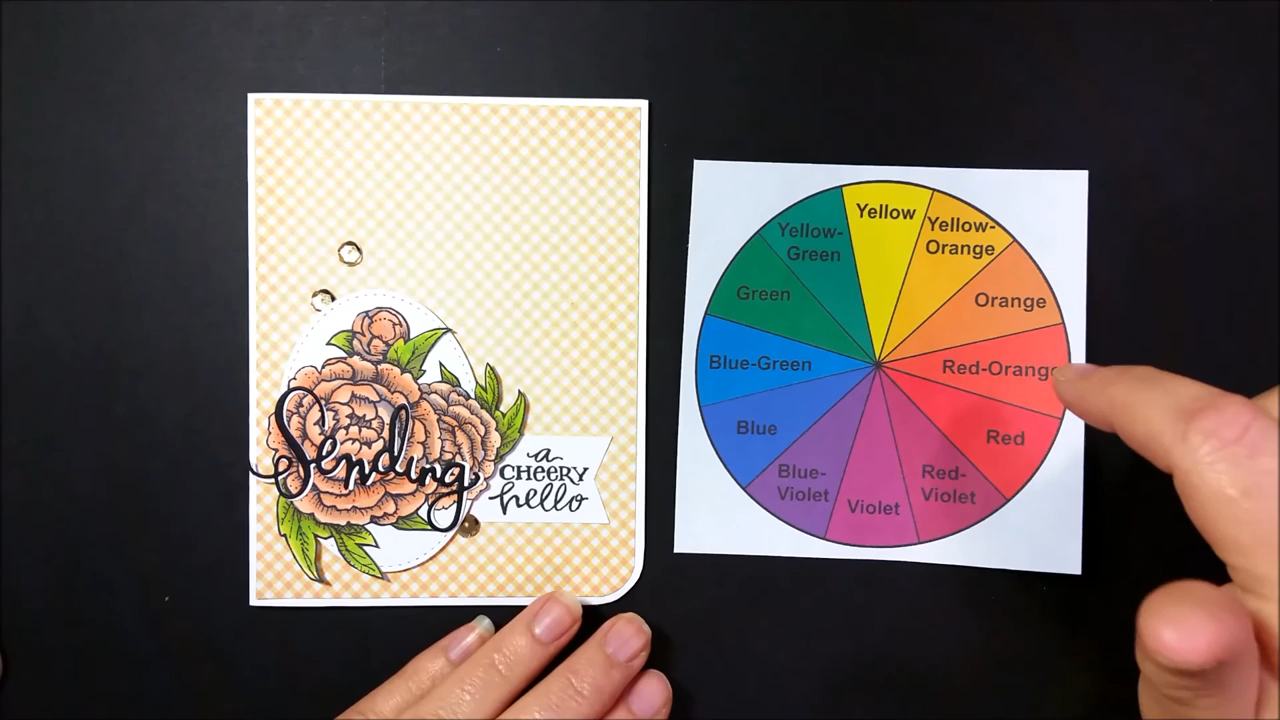 Sending
a
CHEERY
hello
Yellow
Yellow-
Orange
Orange
Red-Orange
Red
Red-
Violet
Violet
Blue-
Violet
Blue
Blue-Green
Green
Yellow-
Green